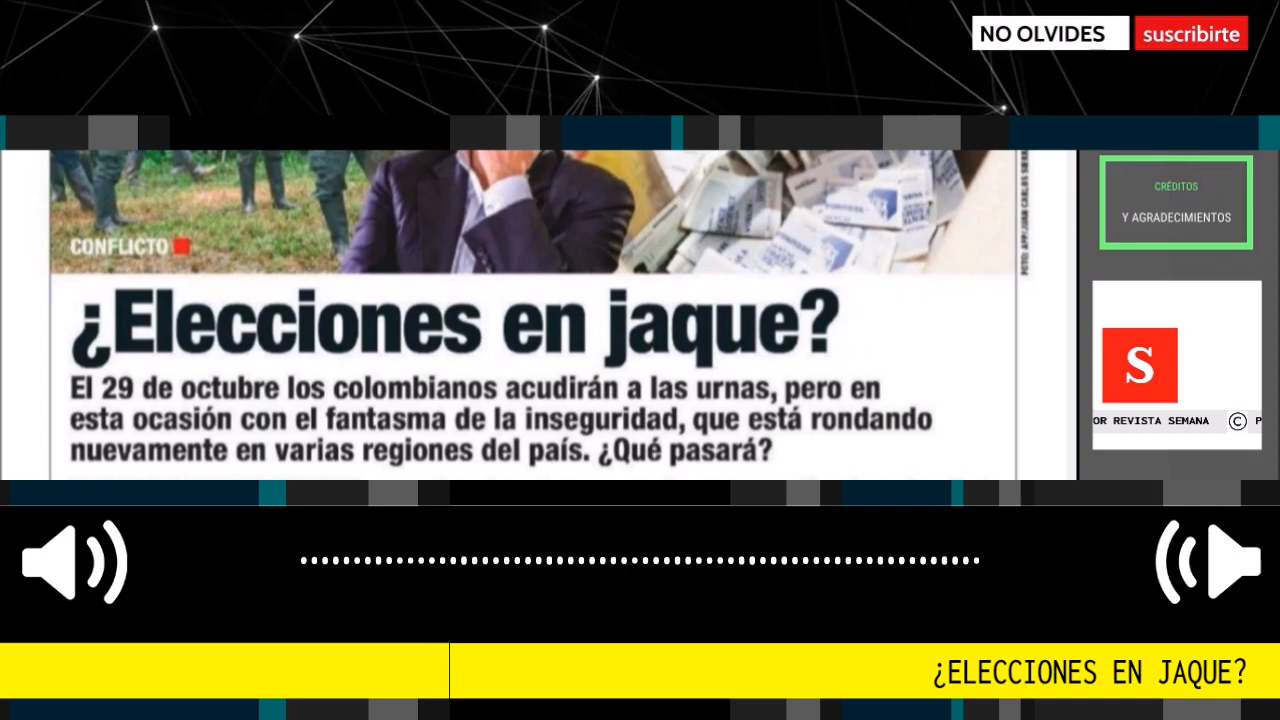 NO OLVIDES suscribirte
CRÉDITOS
Y AGRADECIMIENTOS
CONFLICTO
¿Elecciones en jaque?
El 29 de octubre los colombianos acudirán a las urnas, pero en
esta ocasión con el fantasma de la inseguridad, que está rondando
nuevamente en varias regiones del país. ¿Qué pasará?
S
OR REVISTA SEMANA © P
¿ELECCIONES EN JAQUE?